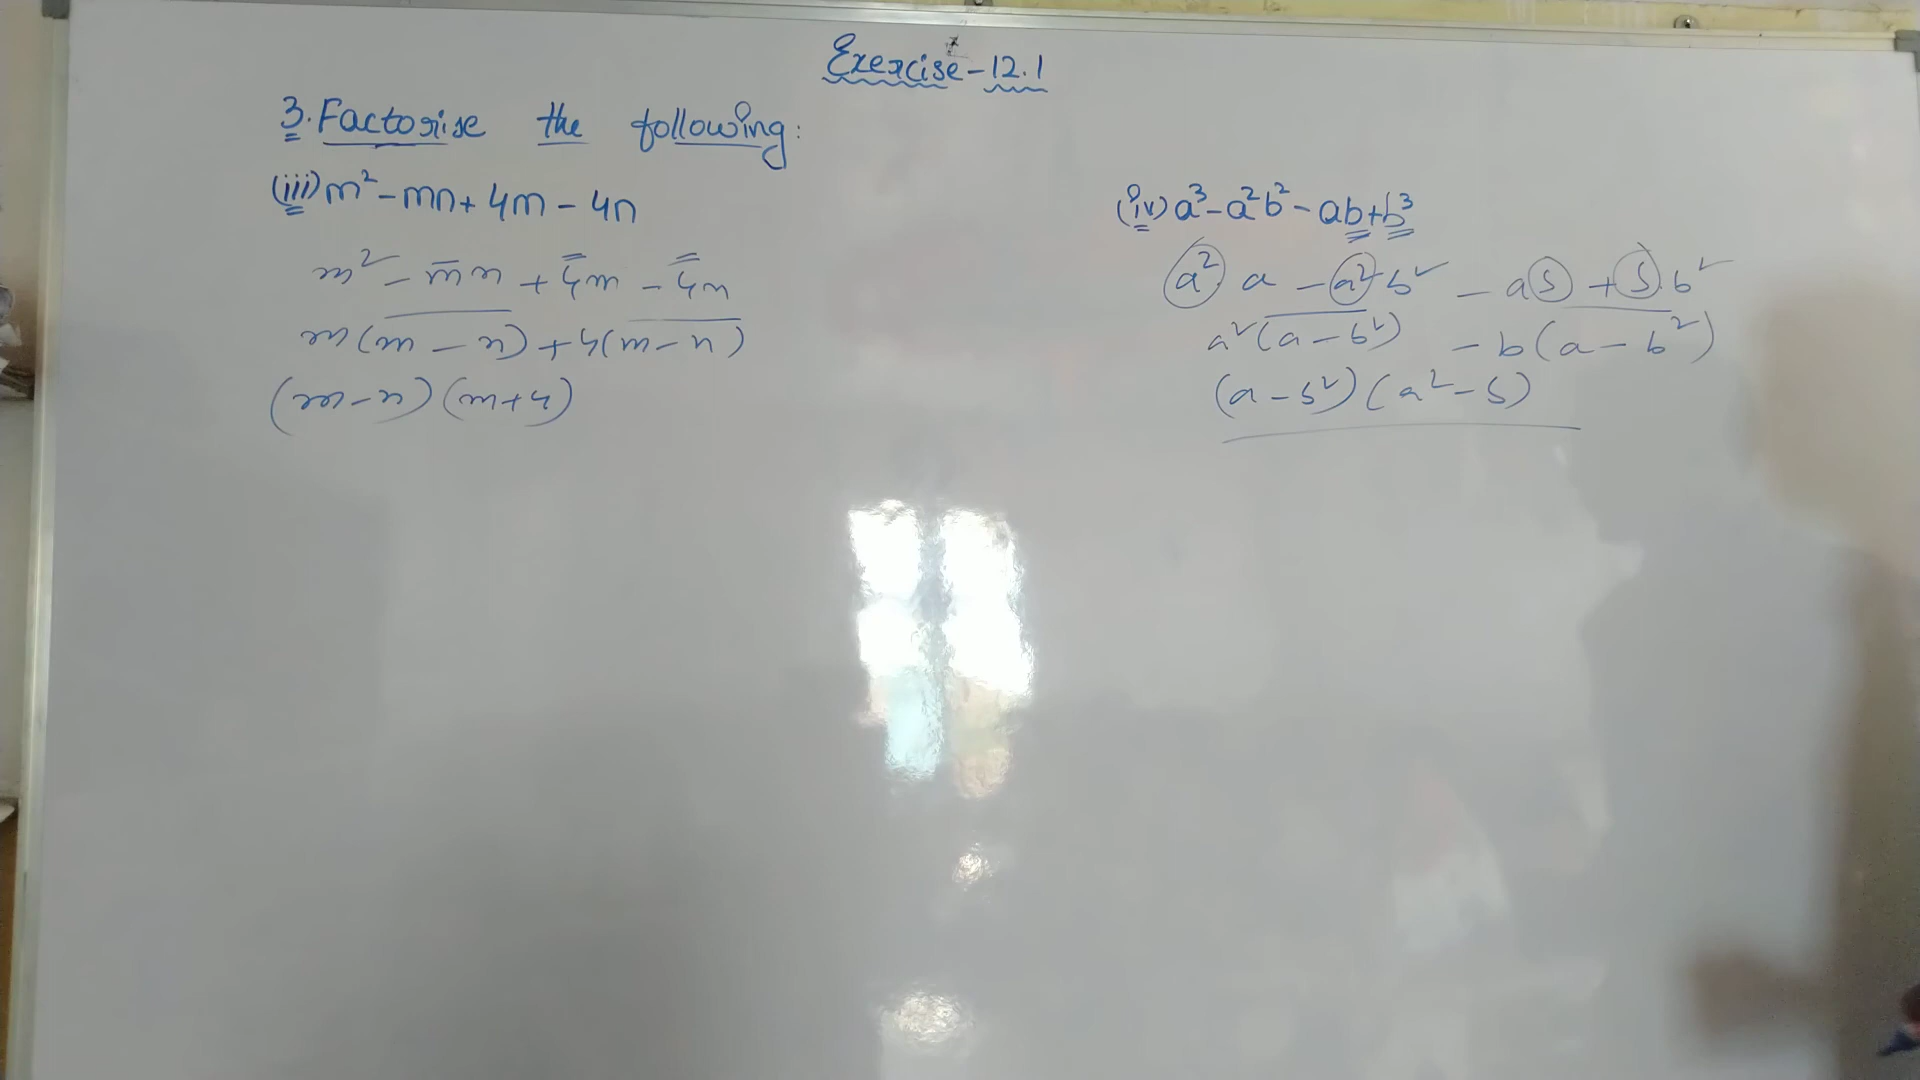 Exercise-12.1
3.Factorise the following:
(iii) m² - mn + 4m - 4n
m² - mn + 4m - 4n
m(m - n) + 4(m - n)
(m - n)(m + 4)
(iv) a³ - a²b² - ab + b³
a² a - a² b² - ab + b.b²
a²(a - b²) - b(a - b²)
(a - b²)(a² - b)